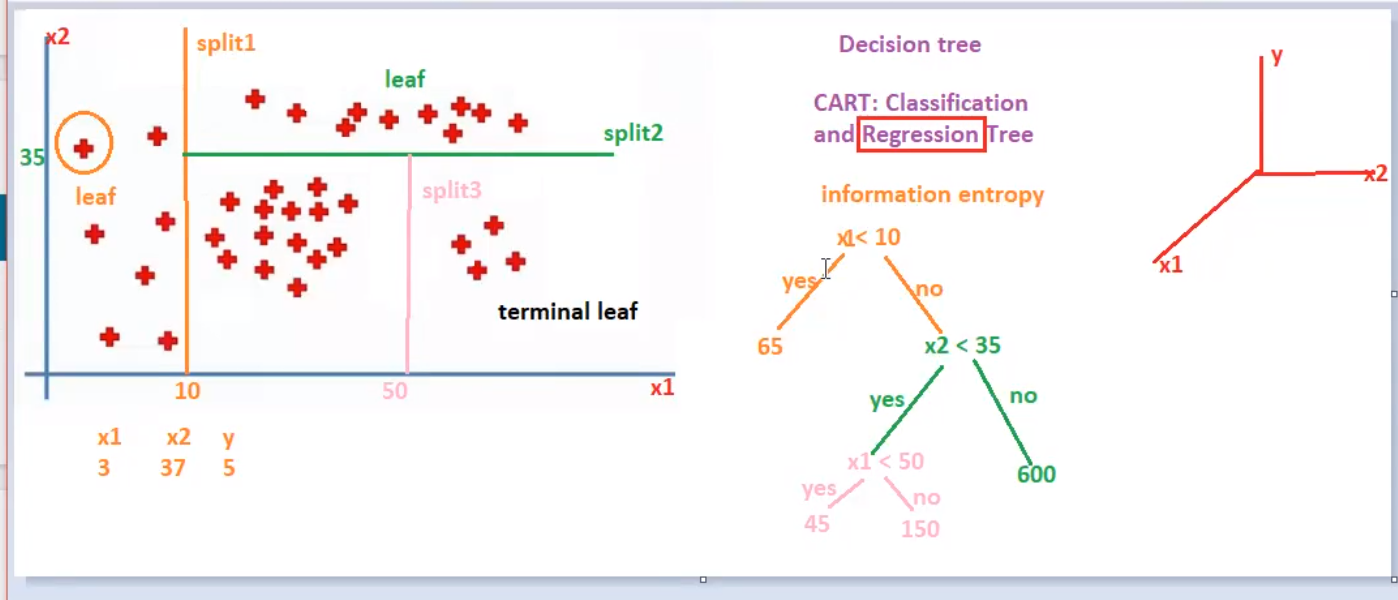 x2
split1
leaf
split2
35
leaf
split3
terminal leaf
10
50
x1
x1 x2 y
3 37 5
Decision tree
CART: Classification
and Regression Tree
information entropy
x1< 10
yes
no
65
x2 < 35
yes
no
x1 < 50
600
yes
no
45
150
y
x2
x1